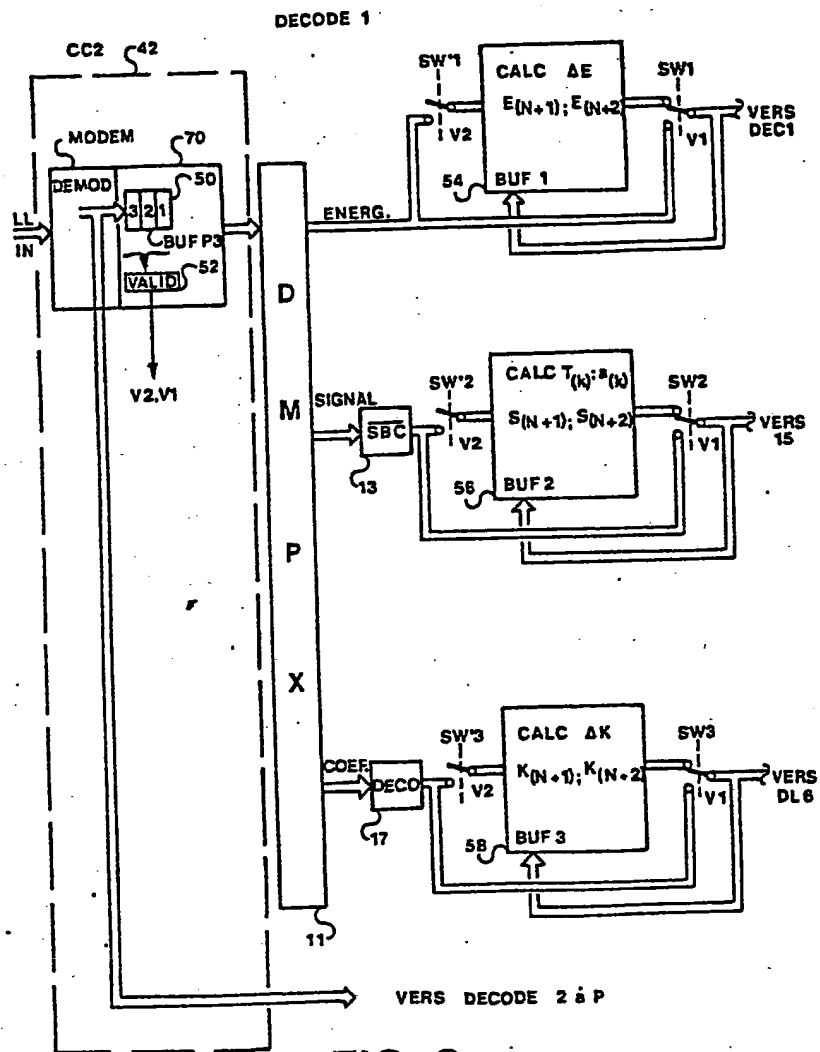 DECODE 1
CC2 42
MODEM 70
DEMOD
50
3 2 1
BUF P3
52
VALID
LL
IN
V2,V1
D
M
P
X
11
ENERG.
SW'1
V2
CALC ΔE
E(N+1); E(N+2)
54
BUF 1
SW1
V1
VERS
DEC1
SIGNAL
SBC
13
SW'2
V2
CALC T(k); a(k)
S(N+1); S(N+2)
56
BUF 2
SW2
V1
VERS
15
COEF.
DECO
17
SW'3
V2
CALC ΔK
K(N+1); K(N+2)
58
BUF 3
SW3
V1
VERS
DL6
VERS DECODE 2 à P